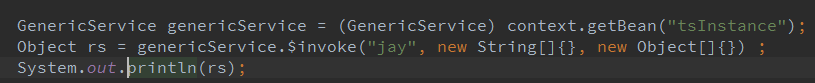 GenericService genericService = (GenericService) context.getBean("tsInstance");
Object rs = genericService.$invoke("jay", new String[]{}, new Object[]{}) ;
System.out.println(rs);